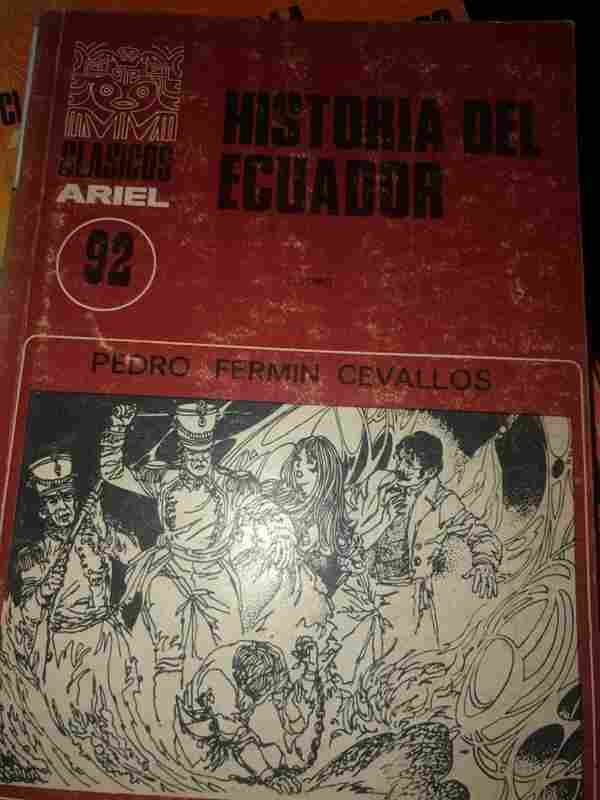 CLASICOS
ARIEL
92
HISTORIA DEL
ECUADOR
PEDRO FERMIN CEVALLOS